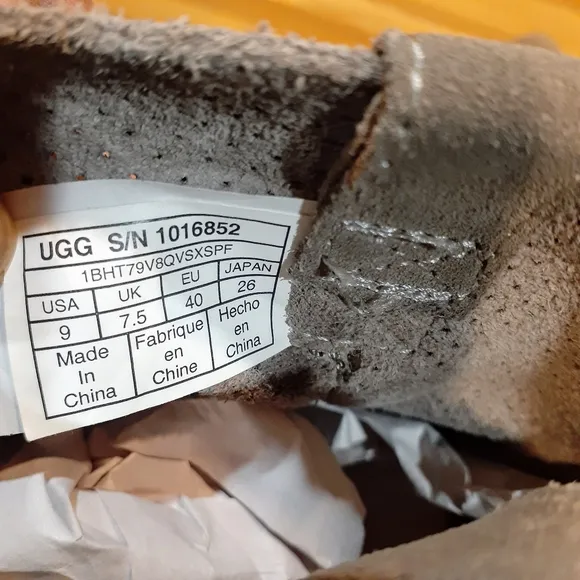 UGG S/N 1016852
1BHT79V8QVSXSPF
USA UK EU JAPAN
9 7.5 40 26
Made In China
Fabrique en Chine
Hecho en China